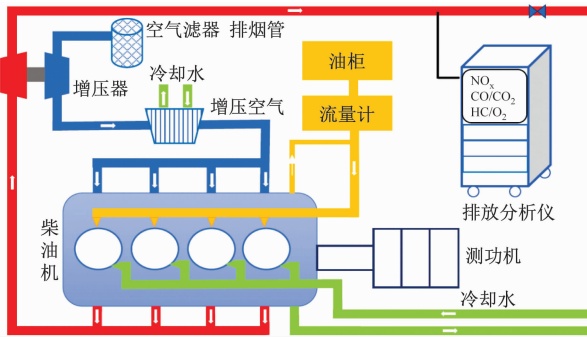 空气滤器 排烟管
油柜
冷却水
增压器
增压空气
流量计
NOx
CO/CO2
HC/O2
排放分析仪
柴油机
测功机
冷却水